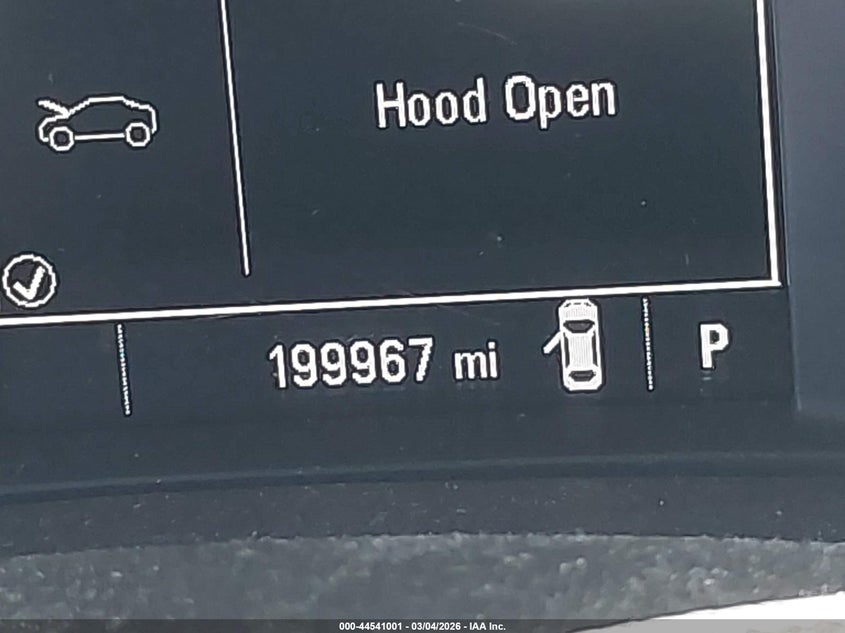 Hood Open
199967 mi
P
000-44541001 - 03/04/2026 - IAA Inc.